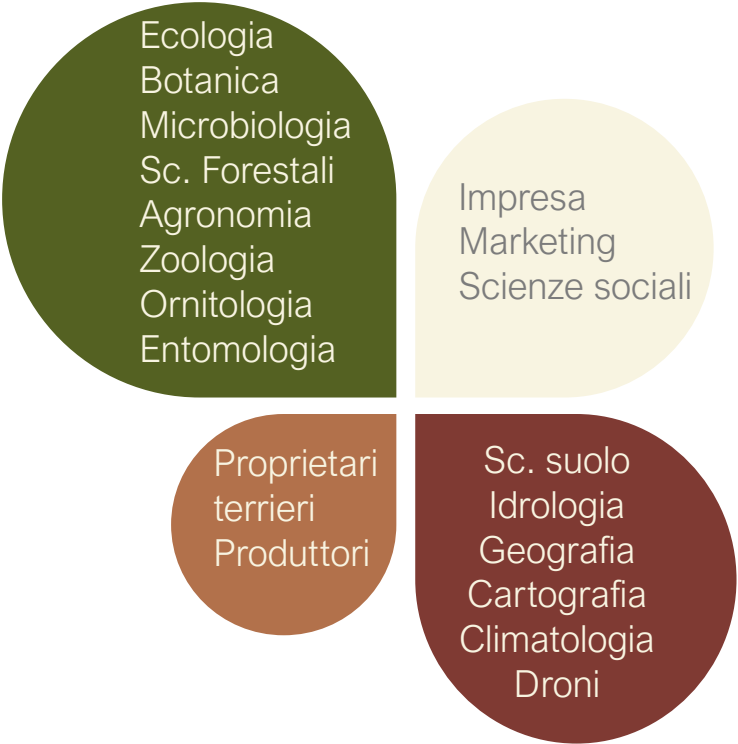 Ecologia
Botanica
Microbiologia
Sc. Forestali
Agronomia
Zoologia
Ornitologia
Entomologia
Impresa
Marketing
Scienze sociali
Proprietari
terrieri
Produttori
Sc. suolo
Idrologia
Geografia
Cartografia
Climatologia
Droni